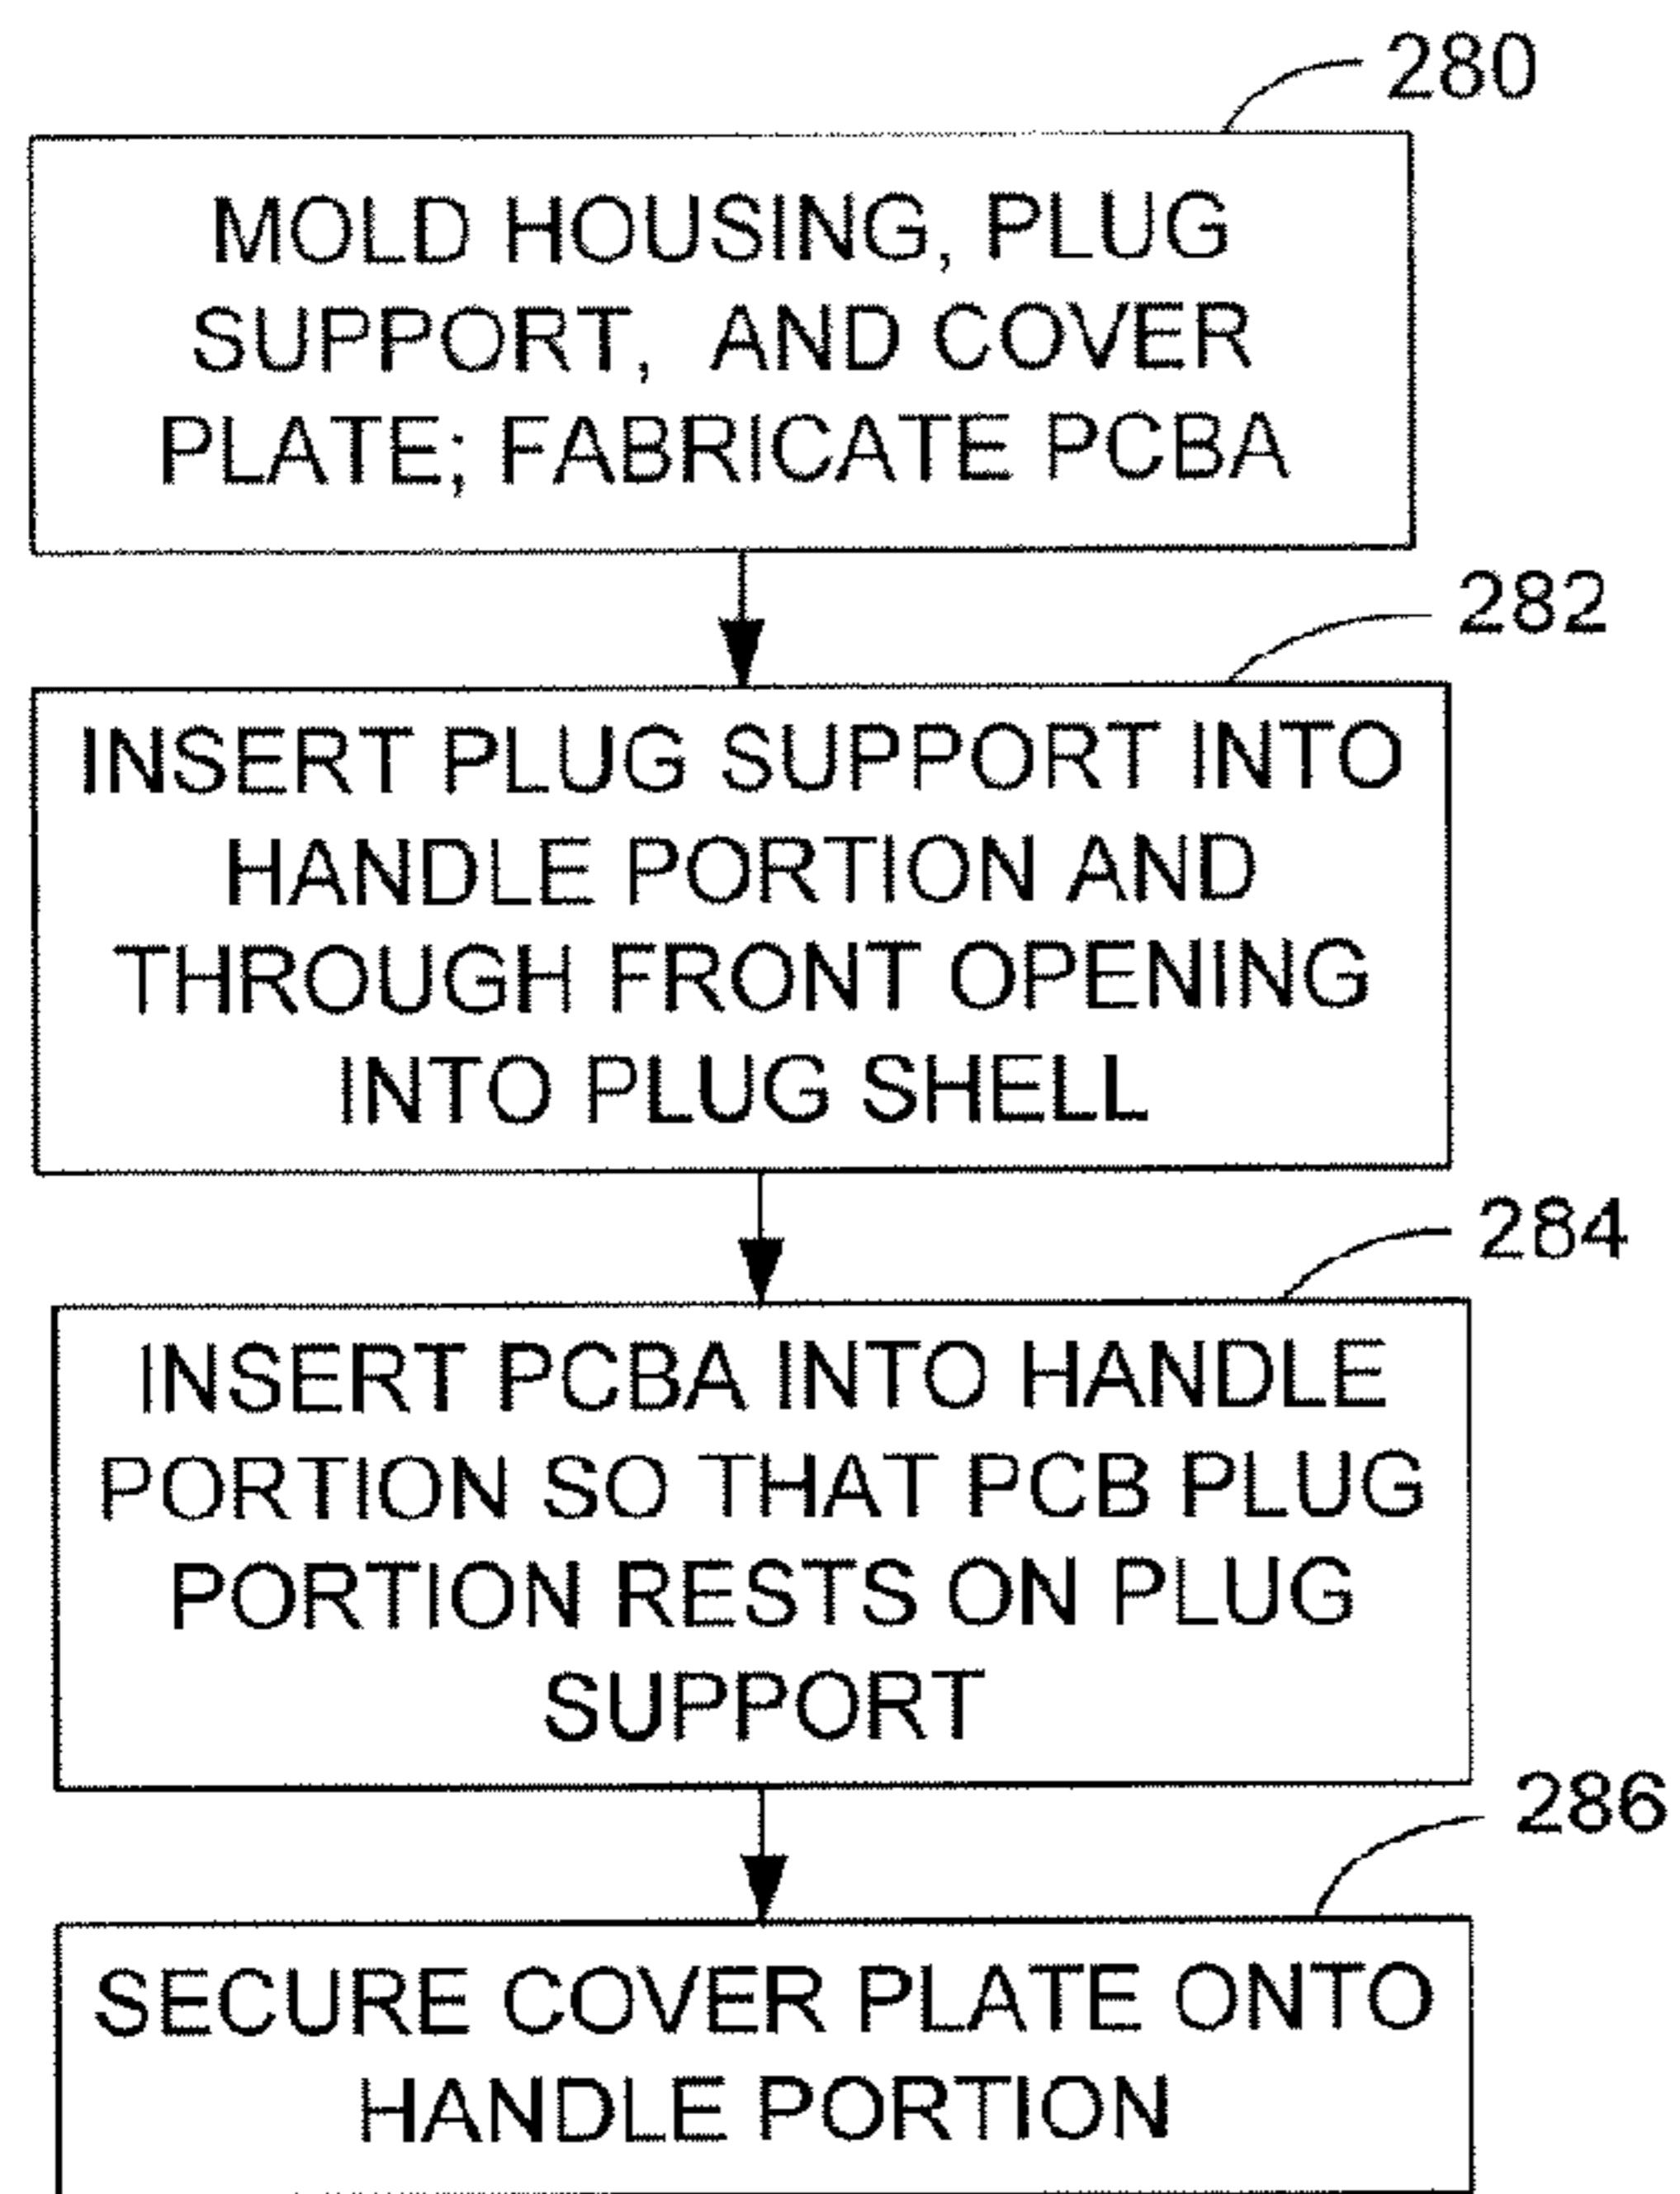 280
MOLD HOUSING, PLUG
SUPPORT, AND COVER
PLATE; FABRICATE PCBA
282
INSERT PLUG SUPPORT INTO
HANDLE PORTION AND
THROUGH FRONT OPENING
INTO PLUG SHELL
284
INSERT PCBA INTO HANDLE
PORTION SO THAT PCB PLUG
PORTION RESTS ON PLUG
SUPPORT
286
SECURE COVER PLATE ONTO
HANDLE PORTION